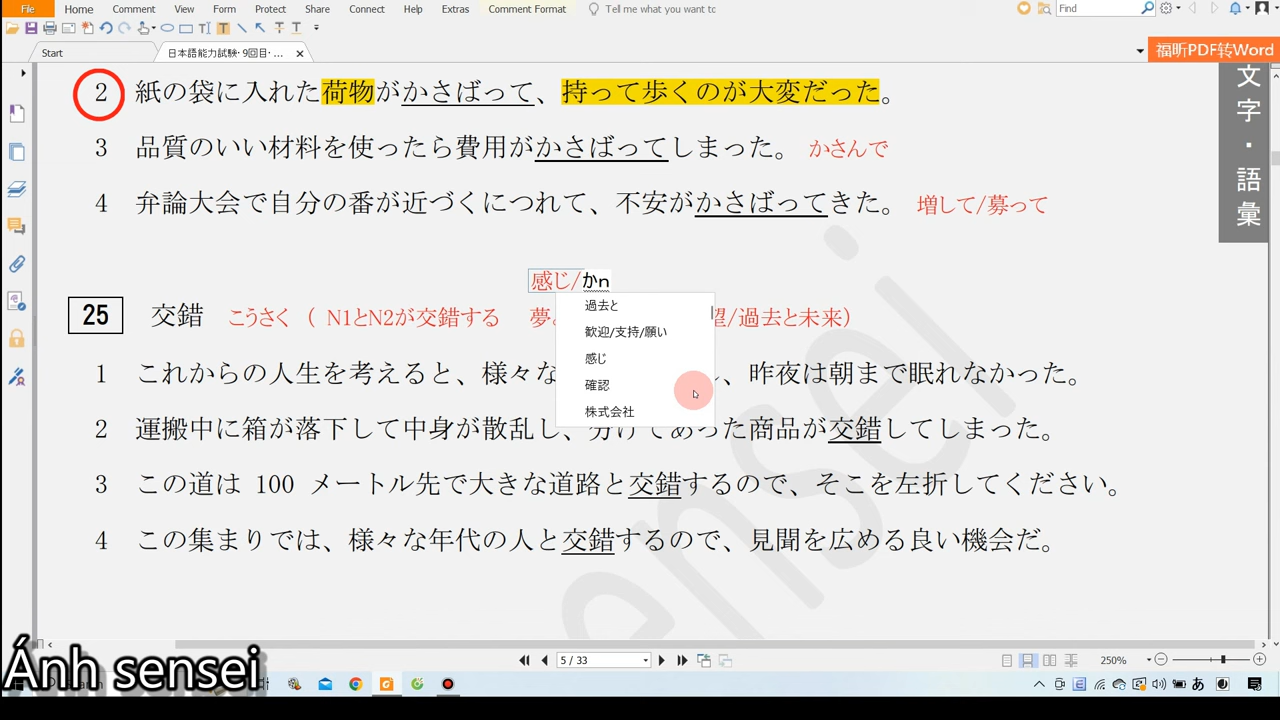 File Home Comment View Form Protect Share Connect Help Extras Comment Format Tell me what you want to Find
Start 日本語能力試験・9回目・...
福昕PDF转Word
2 紙の袋に入れた荷物がかさばって、持って歩くのが大変だった。
3 品質のいい材料を使ったら費用がかさばってしまった。 かさんで
4 弁論大会で自分の番が近づくにつれて、不安がかさばってきた。 増して/募って
文字・語彙
感じ/かn
25 交錯 こうさく ( N1とN2が交錯する 夢 望/過去と未来)
過去と
歓迎/支持/願い
感じ
確認
株式会社
1 これからの人生を考えると、様々な 、昨夜は朝まで眠れなかった。
2 運搬中に箱が落下して中身が散乱し、分けてあった商品が交錯してしまった。
3 この道は 100 メートル先で大きな道路と交錯するので、そこを左折してください。
4 この集まりでは、様々な年代の人と交錯するので、見聞を広める良い機会だ。
ensei
5 / 33
250%
Ánh sensei
あ